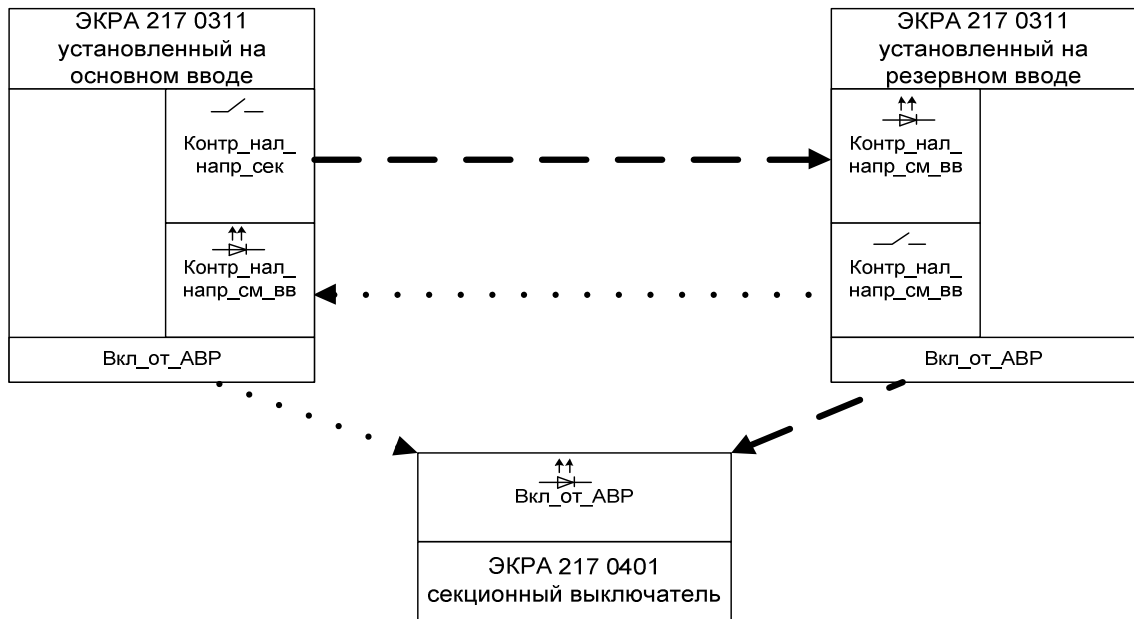 ЭКРА 217 0311
установленный на
основном вводе
Контр_нал_
напр_сек
Контр_нал_
напр_см_вв
Вкл_от_АВР
ЭКРА 217 0311
установленный на
резервном вводе
Контр_нал_
напр_см_вв
Контр_нал_
напр_см_вв
Вкл_от_АВР
Вкл_от_АВР
ЭКРА 217 0401
секционный выключатель